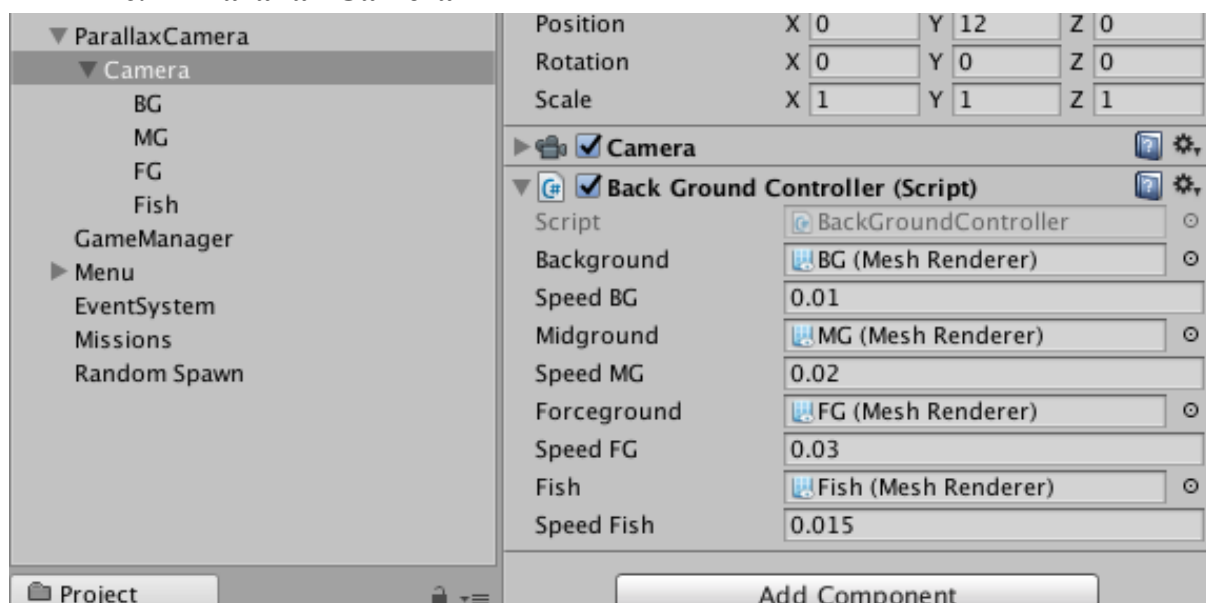 ParallaxCamera
Camera
BG
MG
FG
Fish
GameManager
Menu
EventSystem
Missions
Random Spawn
Project
Position X 0 Y 12 Z 0
Rotation X 0 Y 0 Z 0
Scale X 1 Y 1 Z 1
Camera
Back Ground Controller (Script)
Script BackGroundController
Background BG (Mesh Renderer)
Speed BG 0.01
Midground MG (Mesh Renderer)
Speed MG 0.02
Forceground FG (Mesh Renderer)
Speed FG 0.03
Fish Fish (Mesh Renderer)
Speed Fish 0.015
Add Component